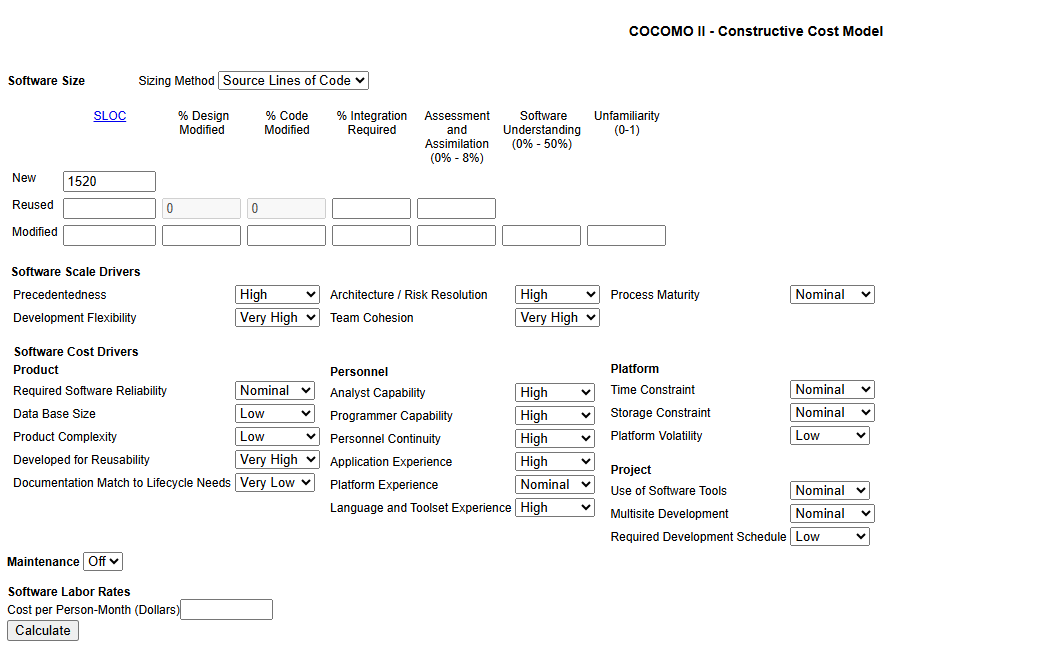 COCOMO II - Constructive Cost Model
Software Size Sizing Method Source Lines of Code
SLOC % Design Modified % Code Modified % Integration Required Assessment and Assimilation (0% - 8%) Software Understanding (0% - 50%) Unfamiliarity (0-1)
New 1520
Reused 0 0
Modified
Software Scale Drivers
Precedentedness High Architecture / Risk Resolution High Process Maturity Nominal
Development Flexibility Very High Team Cohesion Very High
Software Cost Drivers
Product
Required Software Reliability Nominal
Data Base Size Low
Product Complexity Low
Developed for Reusability Very High
Documentation Match to Lifecycle Needs Very Low
Personnel
Analyst Capability High
Programmer Capability High
Personnel Continuity High
Application Experience High
Platform Experience Nominal
Language and Toolset Experience High
Platform
Time Constraint Nominal
Storage Constraint Nominal
Platform Volatility Low
Project
Use of Software Tools Nominal
Multisite Development Nominal
Required Development Schedule Low
Maintenance Off
Software Labor Rates
Cost per Person-Month (Dollars)
Calculate